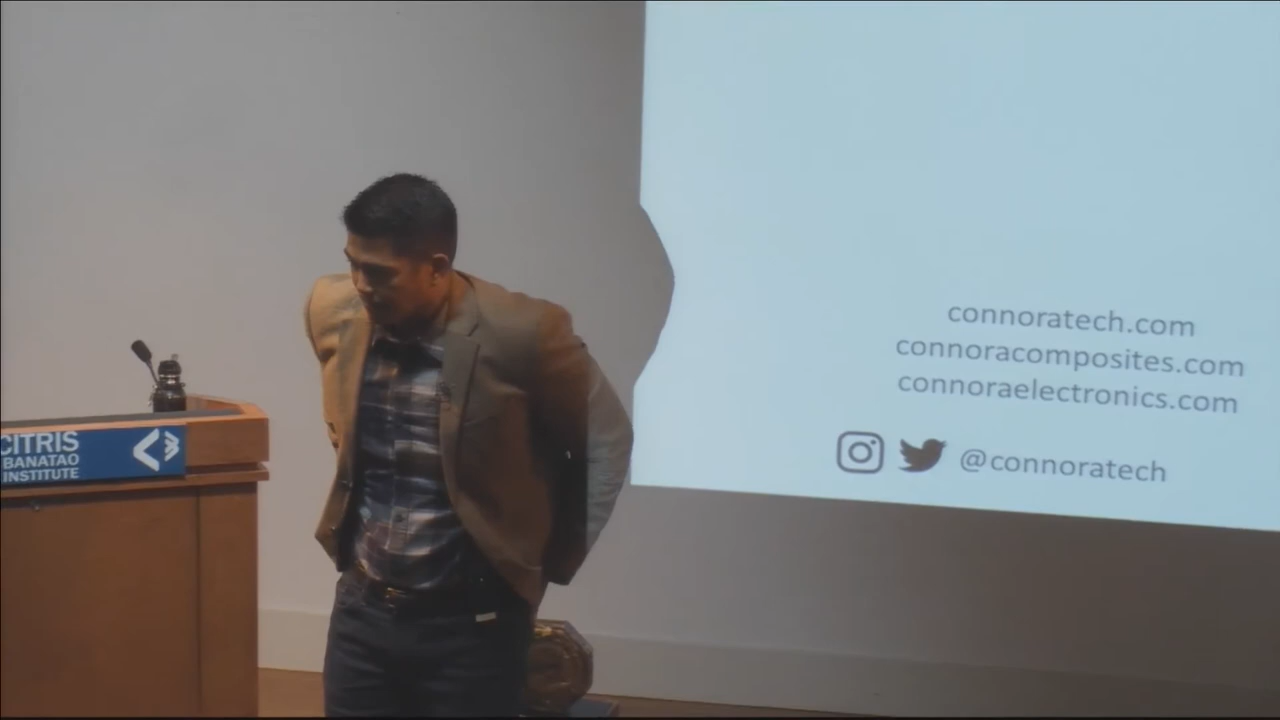 CITRIS
BANATAO
INSTITUTE
connoratech.com
connoracomposites.com
connoraelectronics.com
@connoratech